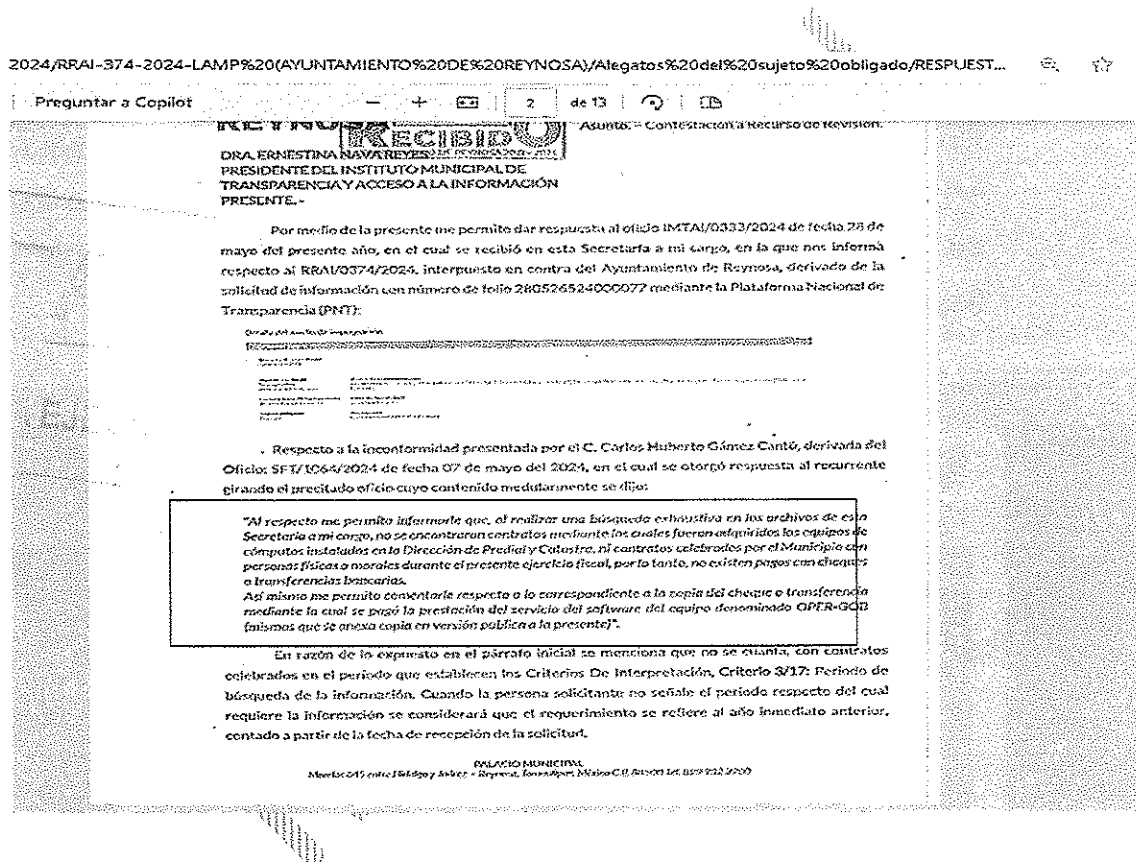 2024/RRAI-374-2024-LAMP%20(AYUNTAMIENTO%20DE%20REYNOSA)/Alegatos%20del%20sujeto%20obligado/RESPUEST...
Preguntar a Copilot
2 de 13
RECIBIDO
Asunto. - Contestación a Recurso de Revisión.
DRA. ERNESTINA NAVA REYES
PRESIDENTE DEL INSTITUTO MUNICIPAL DE
TRANSPARENCIA Y ACCESO A LA INFORMACIÓN
PRESENTE.-
Por medio de la presente me permito dar respuesta al oficio IMTAI/0333/2024 de fecha 28 de
mayo del presente año, en el cual se recibió en esta Secretaría a mi cargo, en la que nos informa
respecto al RRAI/0374/2024, interpuesto en contra del Ayuntamiento de Reynosa, derivado de la
solicitud de información con número de folio 280526524000077 mediante la Plataforma Nacional de
Transparencia (PNT):
Respecto a la inconformidad presentada por el C. Carlos Huberto Gámez Cantú, derivada del
Oficio: SFT/1064/2024 de fecha 07 de mayo del 2024, en el cual se otorgó respuesta al recurrente
girando el precitado oficio cuyo contenido medularmente se dijo:
"Al respecto me permito informarle que, al realizar una búsqueda exhaustiva en los archivos de esta
Secretaría a mi cargo, no se encontraron contratos mediante los cuales fueran adquiridos los equipos de
cómputos instalados en la Dirección de Predial y Catastro, ni contratos celebrados por el Municipio con
personas físicas o morales durante el presente ejercicio fiscal, por lo tanto, no existen pagos con cheques
o transferencias bancarias.
Así mismo me permito comentarle respecto a lo correspondiente a la copia del cheque o transferencia
mediante la cual se pagó la prestación del servicio del software del equipo denominado OPER-GOB
(mismas que se anexa copia en versión publica a la presente)".
En razón de lo expuesto en el párrafo inicial se menciona que no se cuenta, con contratos
celebrados en el periodo que establecen los Criterios De Interpretación, Criterio 3/17: Periodo de
búsqueda de la información. Cuando la persona solicitante no señale el periodo respecto del cual
requiere la información se considerará que el requerimiento se refiere al año inmediato anterior,
contado a partir de la fecha de recepción de la solicitud.
PALACIO MUNICIPAL
Morelos 645 entre Hidalgo y Juárez - Reynosa, Tamaulipas, México C.P.